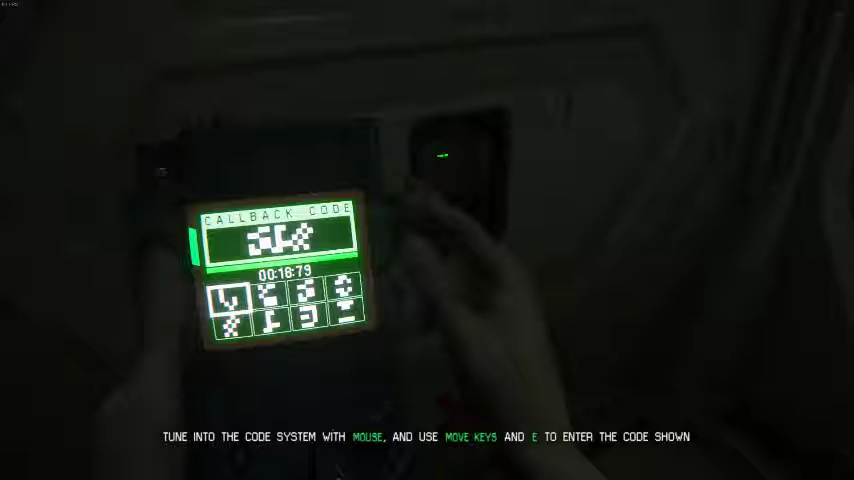 CALLBACK CODE
00:16:79
TUNE INTO THE CODE SYSTEM WITH MOUSE, AND USE MOVE KEYS AND E TO ENTER THE CODE SHOWN